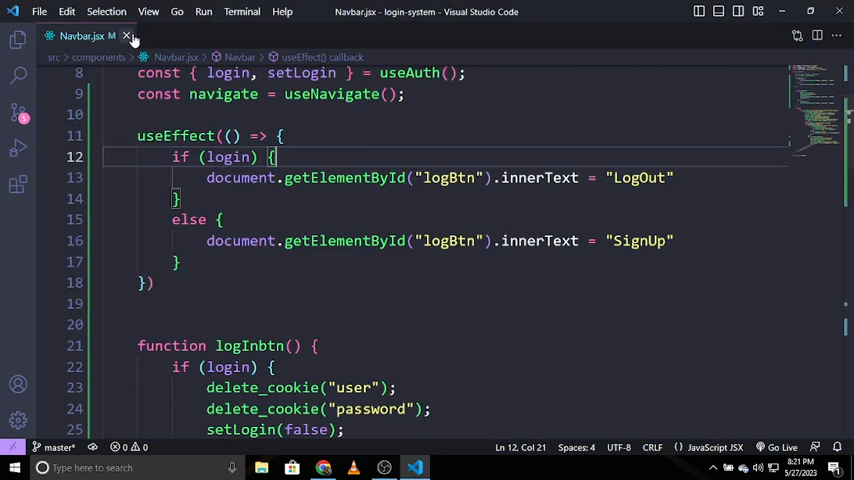 File Edit Selection View Go Run Terminal Help Navbar.jsx - login-system - Visual Studio Code
Navbar.jsx M
src > components > Navbar.jsx > Navbar > useEffect() callback
8 const { login, setLogin } = useAuth();
9 const navigate = useNavigate();
10
11 useEffect(() => {
12 if (login) {
13 document.getElementById("logBtn").innerText = "LogOut"
14 }
15 else {
16 document.getElementById("logBtn").innerText = "SignUp"
17 }
18 })
19
20
21 function logInbtn() {
22 if (login) {
23 delete_cookie("user");
24 delete_cookie("password");
25 setLogin(false);
5
master* 0 0 Ln 12, Col 21 Spaces: 4 UTF-8 CRLF { } JavaScript JSX Go Live
Type here to search 8:21 PM
5/27/2023